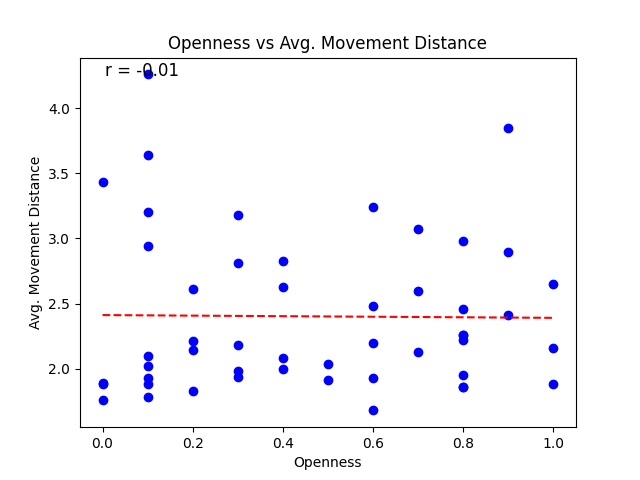 Openness vs Avg. Movement Distance
r = -0.01
Avg. Movement Distance
4.0
3.5
3.0
2.5
2.0
0.0 0.2 0.4 0.6 0.8 1.0
Openness